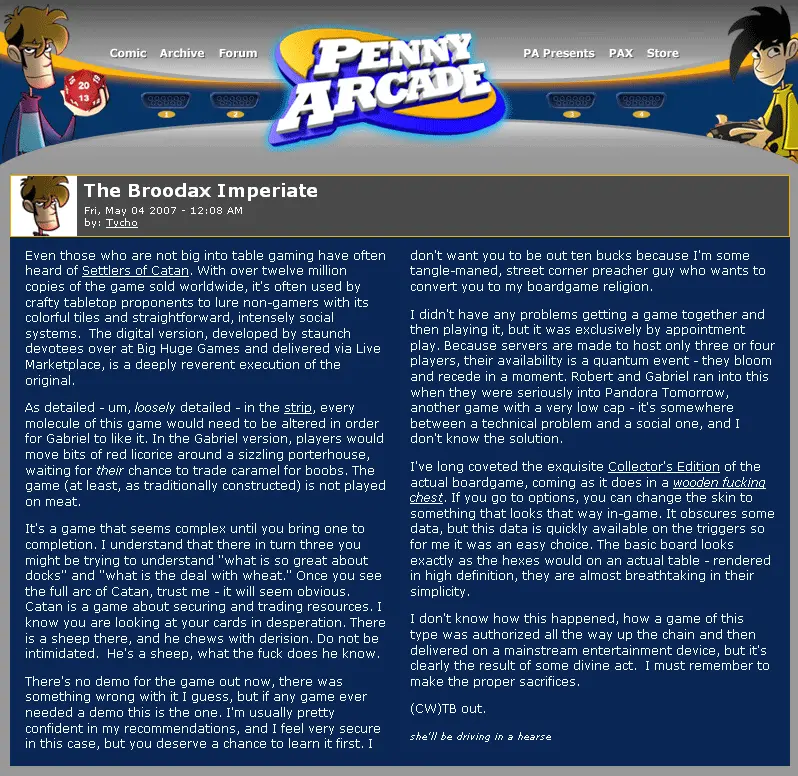 Comic Archive Forum
PENNY
ARCADE
PA Presents PAX Store
20
13
1
2
3
4
The Broodax Imperiate
Fri, May 04 2007 - 12:08 AM
by: Tycho
Even those who are not big into table gaming have often
heard of Settlers of Catan. With over twelve million
copies of the game sold worldwide, it's often used by
crafty tabletop proponents to lure non-gamers with its
colorful tiles and straightforward, intensely social
systems.  The digital version, developed by staunch
devotees over at Big Huge Games and delivered via Live
Marketplace, is a deeply reverent execution of the
original.
As detailed - um, loosely detailed - in the strip, every
molecule of this game would need to be altered in order
for Gabriel to like it. In the Gabriel version, players would
move bits of red licorice around a sizzling porterhouse,
waiting for their chance to trade caramel for boobs. The
game (at least, as traditionally constructed) is not played
on meat.
It's a game that seems complex until you bring one to
completion. I understand that there in turn three you
might be trying to understand "what is so great about
docks" and "what is the deal with wheat." Once you see
the full arc of Catan, trust me - it will seem obvious.
Catan is a game about securing and trading resources. I
know you are looking at your cards in desperation. There
is a sheep there, and he chews with derision. Do not be
intimidated.  He's a sheep, what the fuck does he know.
There's no demo for the game out now, there was
something wrong with it I guess, but if any game ever
needed a demo this is the one. I'm usually pretty
confident in my recommendations, and I feel very secure
in this case, but you deserve a chance to learn it first. I
don't want you to be out ten bucks because I'm some
tangle-maned, street corner preacher guy who wants to
convert you to my boardgame religion.
I didn't have any problems getting a game together and
then playing it, but it was exclusively by appointment
play. Because servers are made to host only three or four
players, their availability is a quantum event - they bloom
and recede in a moment. Robert and Gabriel ran into this
when they were seriously into Pandora Tomorrow,
another game with a very low cap - it's somewhere
between a technical problem and a social one, and I
don't know the solution.
I've long coveted the exquisite Collector's Edition of the
actual boardgame, coming as it does in a wooden fucking
chest. If you go to options, you can change the skin to
something that looks that way in-game. It obscures some
data, but this data is quickly available on the triggers so
for me it was an easy choice. The basic board looks
exactly as the hexes would on an actual table - rendered
in high definition, they are almost breathtaking in their
simplicity.
I don't know how this happened, how a game of this
type was authorized all the way up the chain and then
delivered on a mainstream entertainment device, but it's
clearly the result of some divine act.  I must remember to
make the proper sacrifices.
(CW)TB out.
she'll be driving in a hearse